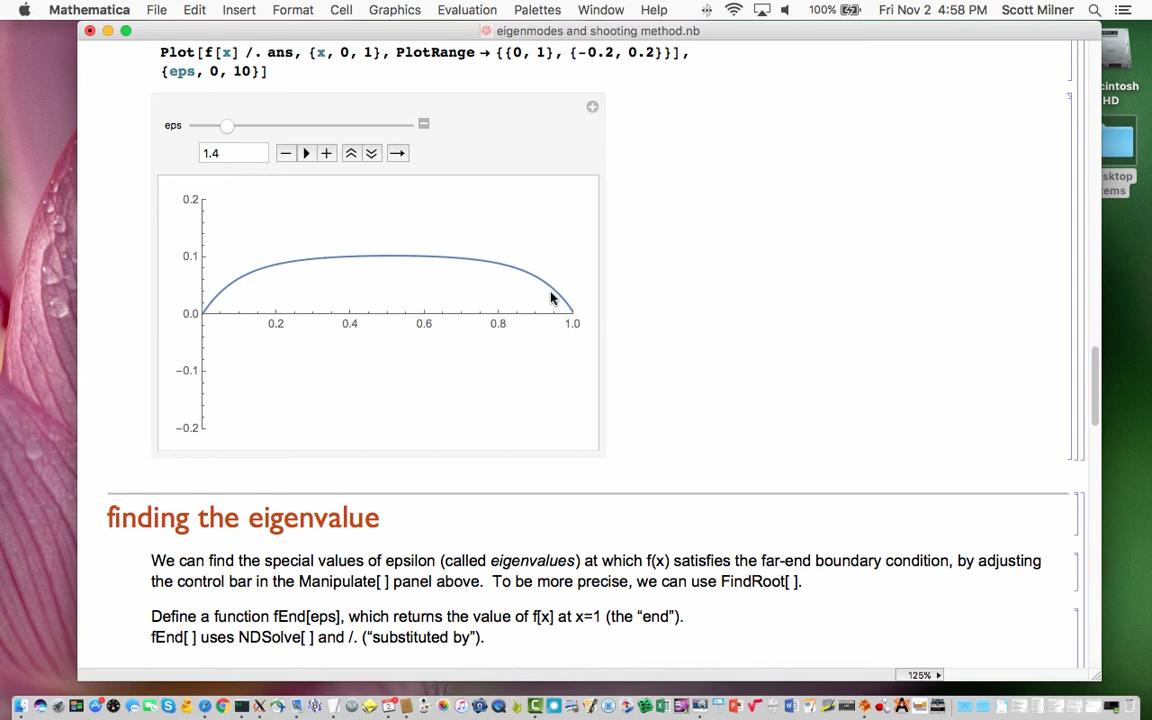 Mathematica File Edit Insert Format Cell Graphics Evaluation Palettes Window Help 100% Fri Nov 2 4:58 PM Scott Milner
eigenmodes and shooting method.nb
Plot[f[x] /. ans, {x, 0, 1}, PlotRange → {{0, 1}, {-0.2, 0.2}}],
{eps, 0, 10}]
cintosh
HD
sktop
tems
eps
1.4
0.2
0.1
0.0
0.2 0.4 0.6 0.8 1.0
-0.1
-0.2
finding the eigenvalue
We can find the special values of epsilon (called eigenvalues) at which f(x) satisfies the far-end boundary condition, by adjusting
the control bar in the Manipulate[ ] panel above. To be more precise, we can use FindRoot[ ].
Define a function fEnd[eps], which returns the value of f[x] at x=1 (the “end”).
fEnd[ ] uses NDSolve[ ] and /. (“substituted by”).
125%